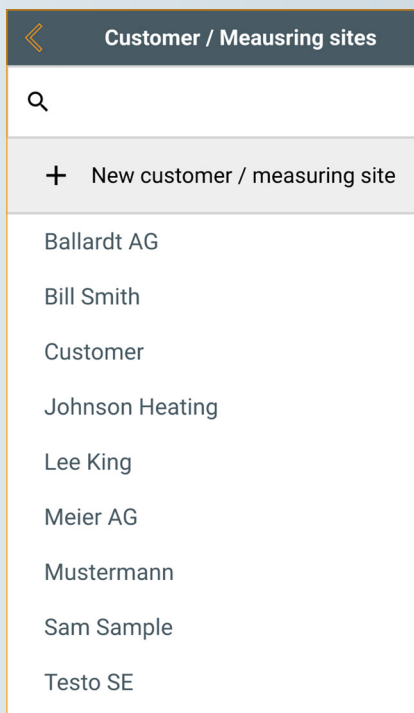 Customer / Meausring sites
New customer / measuring site
Ballardt AG
Bill Smith
Customer
Johnson Heating
Lee King
Meier AG
Mustermann
Sam Sample
Testo SE